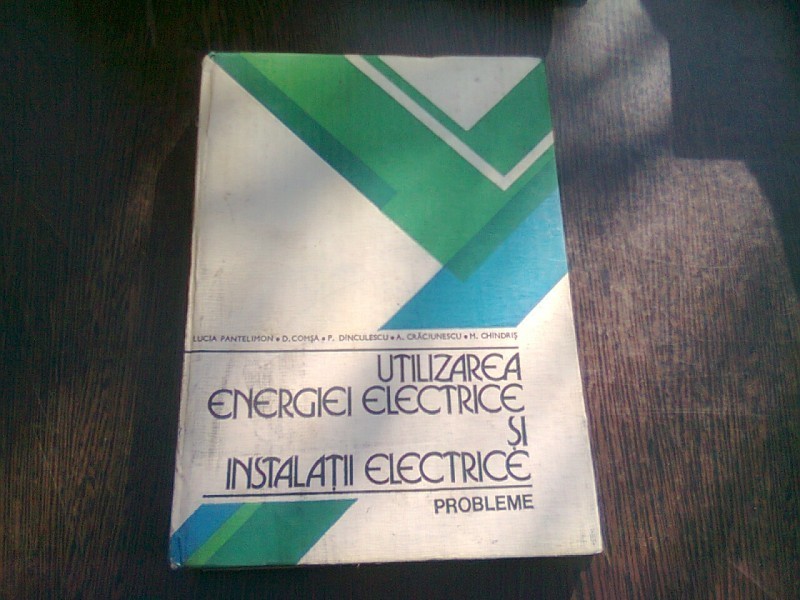 LUCIA PANTELIMON • D. COMȘA • P. DINCULESCU • A. CRĂCIUNESCU • M. CHINDRIȘ
UTILIZAREA
ENERGIEI ELECTRICE
ȘI
INSTALAȚII ELECTRICE
PROBLEME